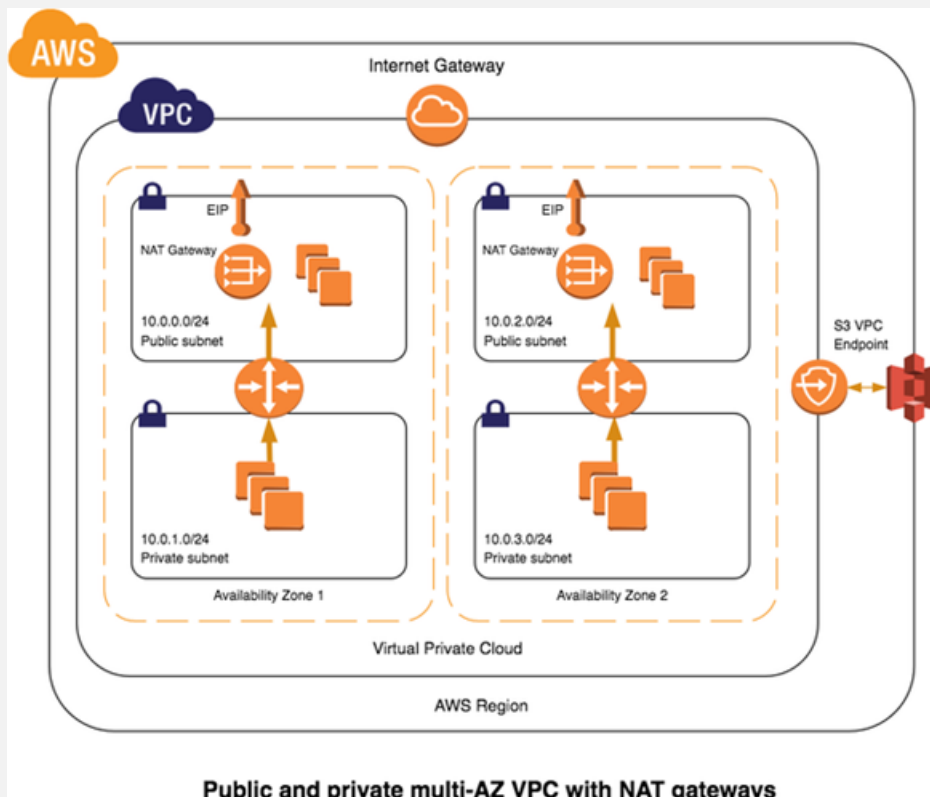 AWS
Internet Gateway
VPC
EIP
NAT Gateway
10.0.0.0/24
Public subnet
10.0.1.0/24
Private subnet
Availability Zone 1
EIP
NAT Gateway
10.0.2.0/24
Public subnet
10.0.3.0/24
Private subnet
Availability Zone 2
S3 VPC
Endpoint
Virtual Private Cloud
AWS Region
Public and private multi-AZ VPC with NAT gateways